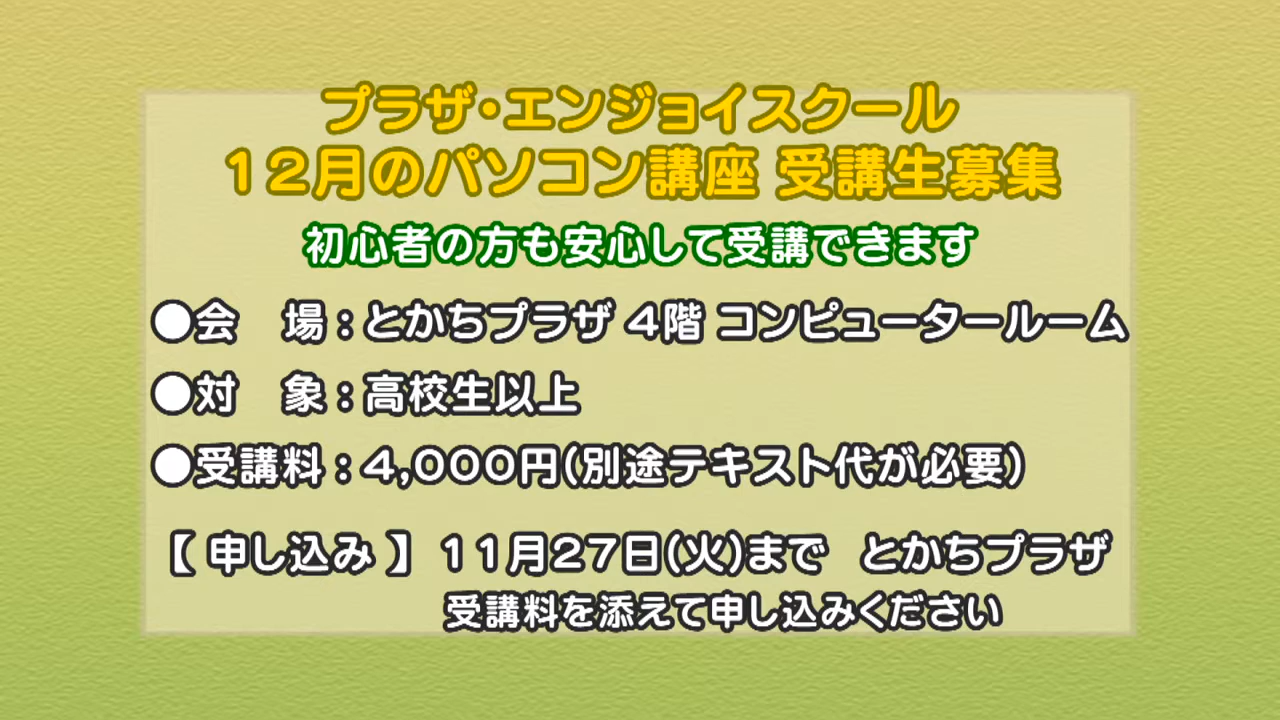 プラザ・エンジョイスクール
12月のパソコン講座 受講生募集
初心者の方も安心して受講できます
●会　場：とかちプラザ 4階 コンピュータールーム
●対　象：高校生以上
●受講料：4,000円(別途テキスト代が必要)
【 申し込み 】 11月27日(火)まで　とかちプラザ
受講料を添えて申し込みください